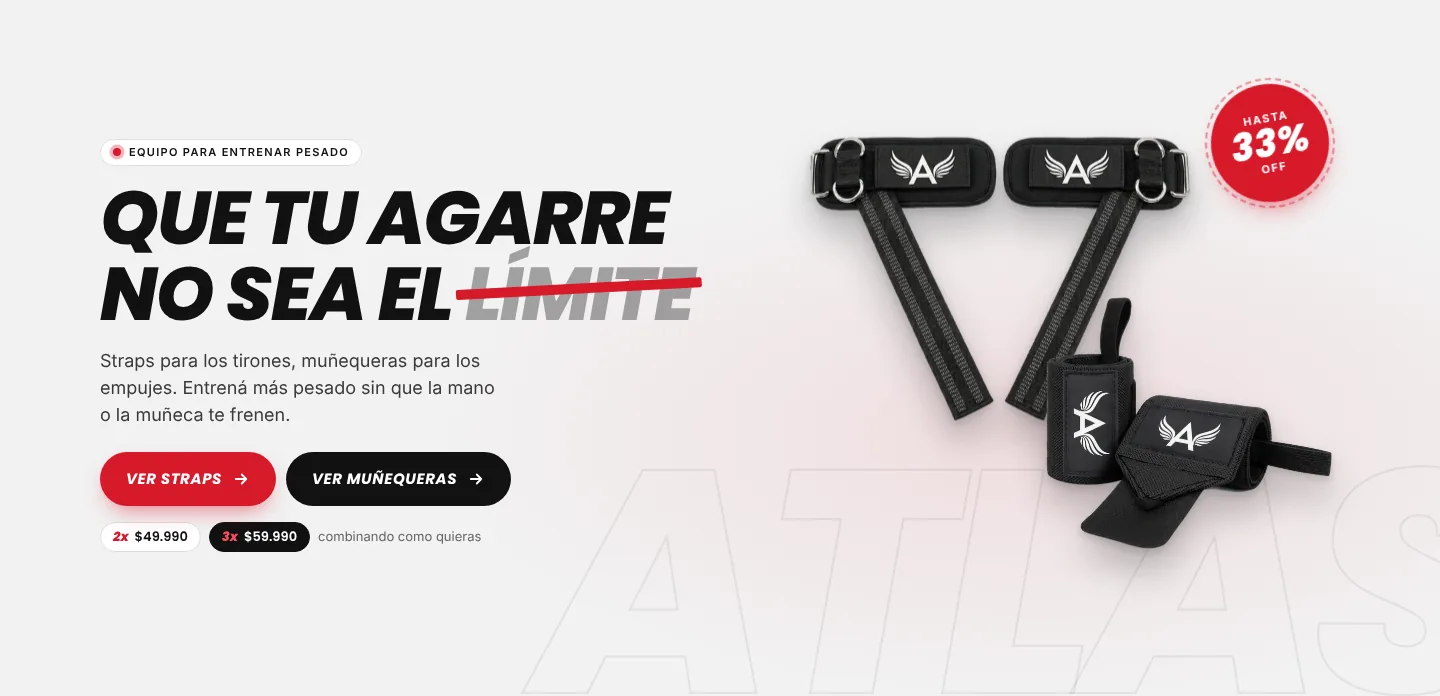 EQUIPO PARA ENTRENAR PESADO
QUE TU AGARRE
NO SEA EL LÍMITE
Straps para los tirones, muñequeras para los
empujes. Entrená más pesado sin que la mano
o la muñeca te frenen.
VER STRAPS →
VER MUÑEQUERAS →
2x $49.990
3x $59.990
combinando como quieras
HASTA
33%
OFF
A
A
A
A
ATLAS